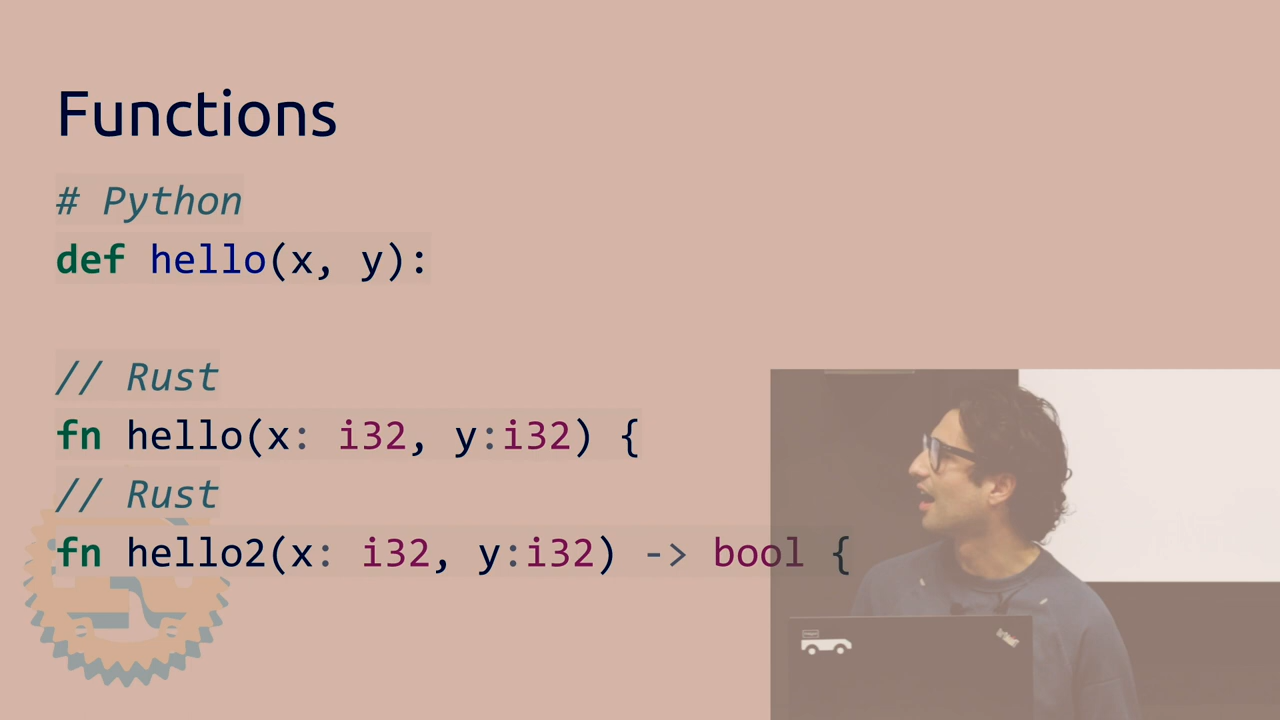 Functions
# Python
def hello(x, y):
// Rust
fn hello(x: i32, y:i32) {
// Rust
fn hello2(x: i32, y:i32) -> bool {